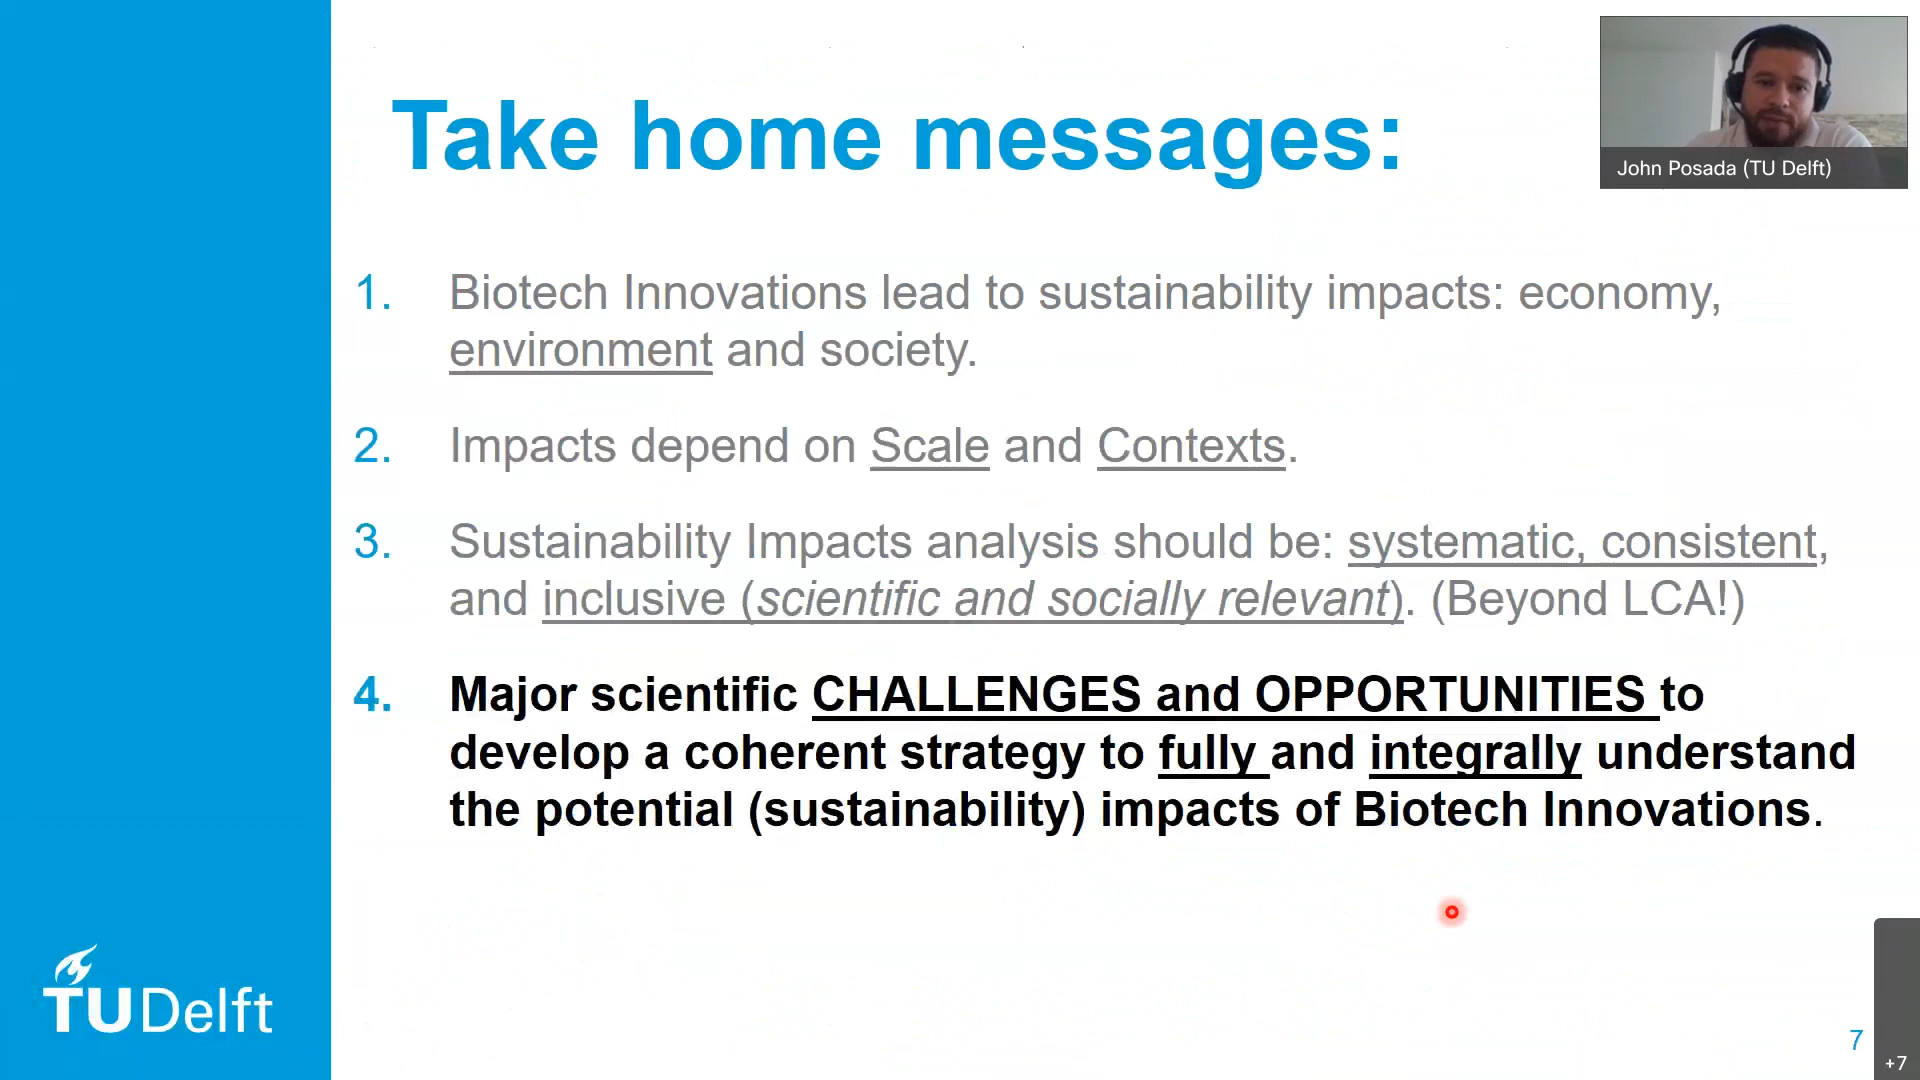 Take home messages:
John Posada (TU Delft)
1. Biotech Innovations lead to sustainability impacts: economy,
environment and society.
2. Impacts depend on Scale and Contexts.
3. Sustainability Impacts analysis should be: systematic, consistent,
and inclusive (scientific and socially relevant). (Beyond LCA!)
4. Major scientific CHALLENGES and OPPORTUNITIES to
develop a coherent strategy to fully and integrally understand
the potential (sustainability) impacts of Biotech Innovations.
TUDelft
7
+7